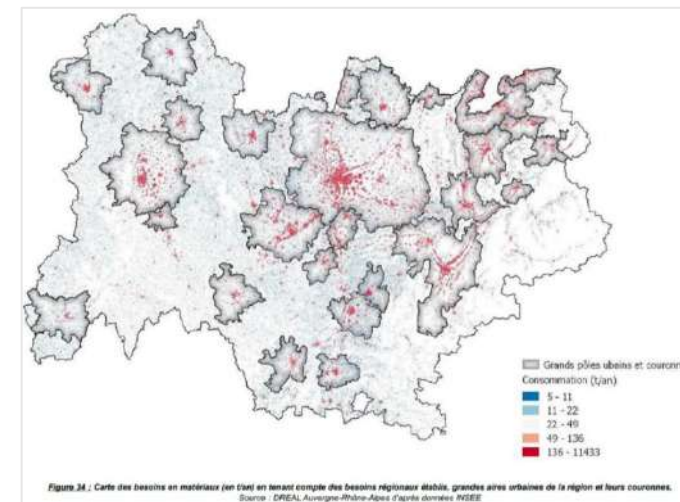 Grands pôles ubains et couronn
Consommation (t/an)
5 - 11
11 - 22
22 - 49
49 - 136
136 - 11433
Figure 34 : Carte des besoins en matériaux (en t/an) en tenant compte des besoins régionaux établis, grandes aires urbaines de la région et leurs couronnes.
Source : DREAL Auvergne-Rhône-Alpes d'après données INSEE